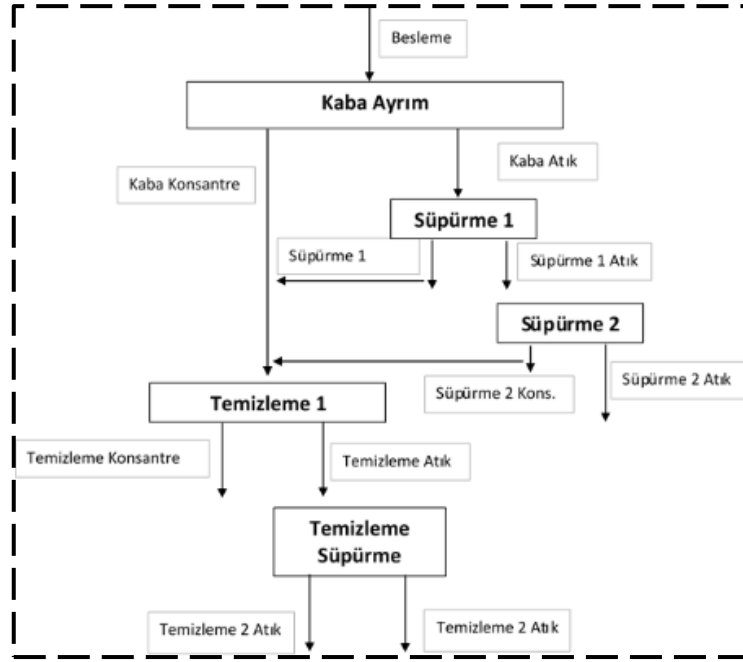 Besleme
Kaba Ayrım
Kaba Konsantre
Kaba Atık
Süpürme 1
Süpürme 1
Süpürme 1 Atık
Süpürme 2
Süpürme 2 Kons.
Süpürme 2 Atık
Temizleme 1
Temizleme Konsantre
Temizleme Atık
Temizleme
Süpürme
Temizleme 2 Atık
Temizleme 2 Atık